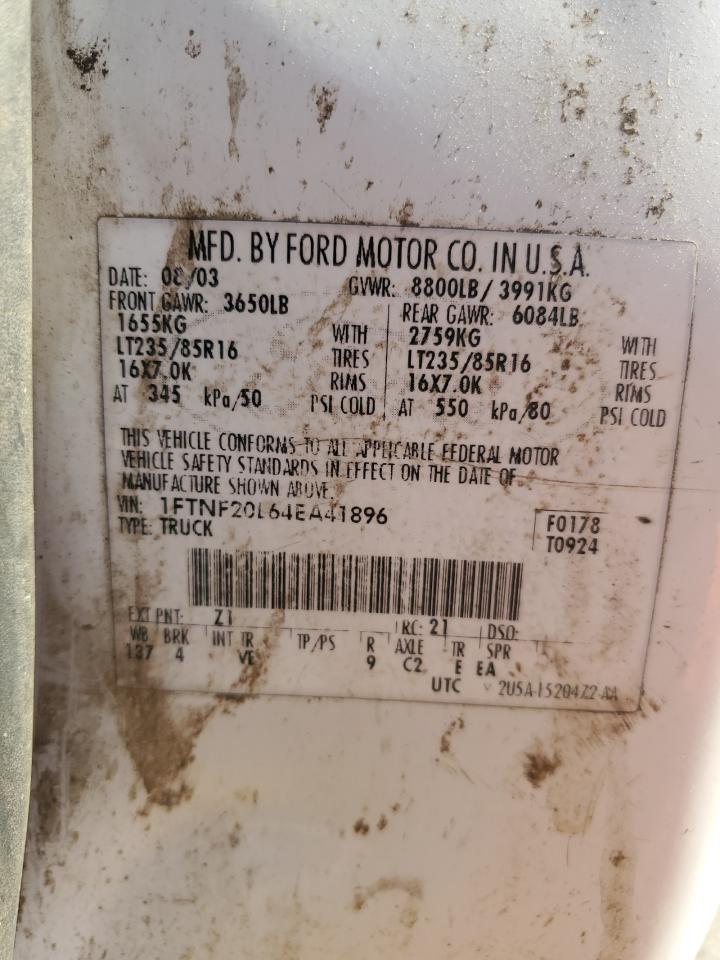 MFD. BY FORD MOTOR CO. IN U.S.A.
DATE: 08/03 GVWR: 8800LB/ 3991KG
FRONT GAWR: 3650LB REAR GAWR: 6084LB
1655KG WITH 2759KG WITH
LT235/85R16 TIRES LT235/85R16 TIRES
16X7.0K RIMS 16X7.0K RIMS
AT 345 kPa/50 PSI COLD AT 550 kPa/80 PSI COLD
THIS VEHICLE CONFORMS TO ALL APPLICABLE FEDERAL MOTOR
VEHICLE SAFETY STANDARDS IN EFFECT ON THE DATE OF
MANUFACTURE SHOWN ABOVE.
VIN: 1FTNF20L64EA41896
TYPE: TRUCK
F0178
T0924
EXT PNT: Z1 RC: 21 DSO:
WB BRK INT TR TP/PS R AXLE TR SPR
137 4 VE 9 C2 E EA
UTC